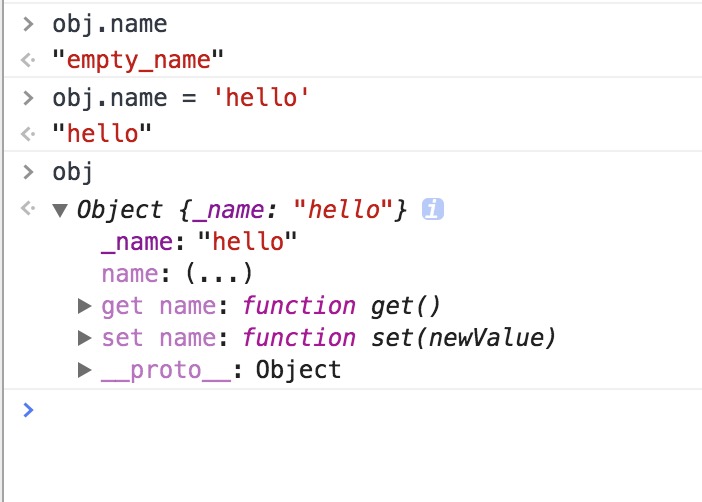 > obj.name
<· "empty_name"
> obj.name = 'hello'
<· "hello"
> obj
<· ▼ Object {_name: "hello"} i
_name: "hello"
name: (...)
▶ get name: function get()
▶ set name: function set(newValue)
▶ __proto__: Object
>